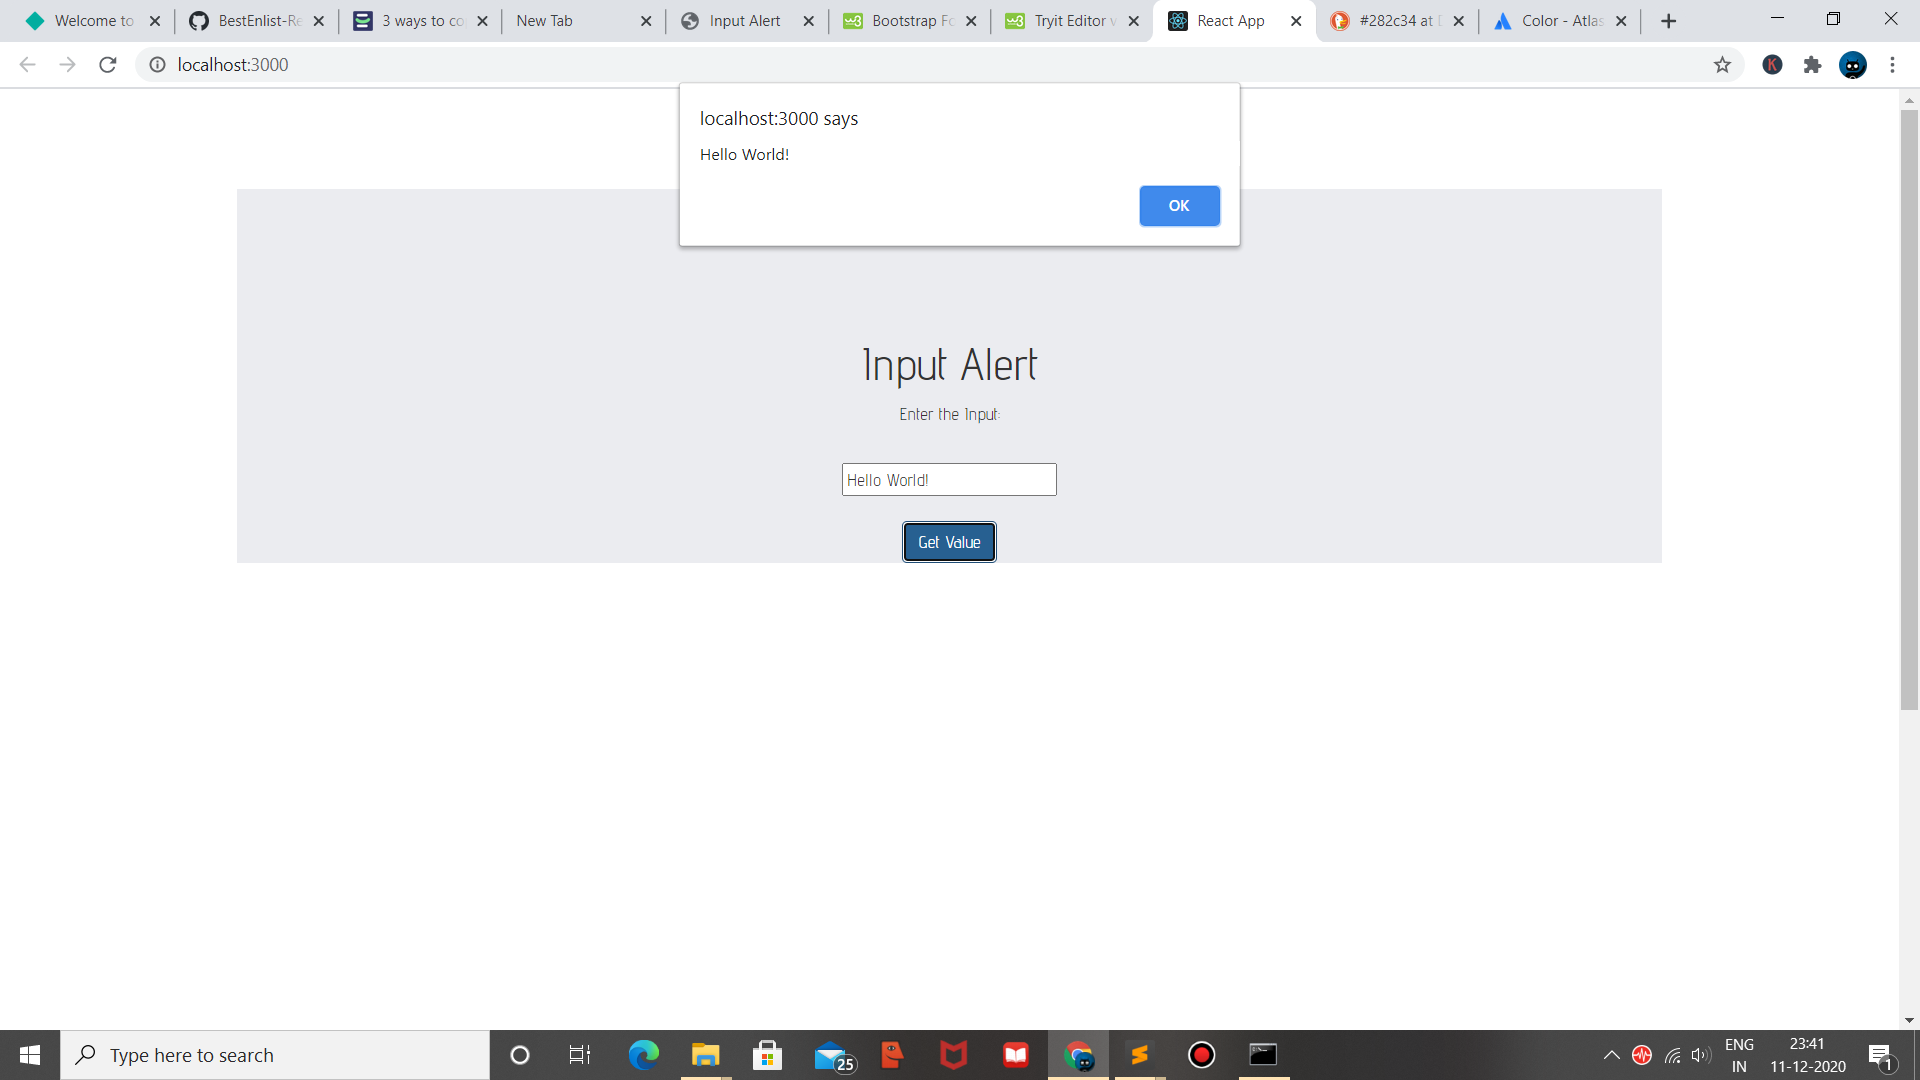 Welcome to
BestEnlist-Re
3 ways to co
New Tab
Input Alert
Bootstrap Fo
Tryit Editor v
React App
#282c34 at D
Color - Atlas
localhost:3000
K
localhost:3000 says
Hello World!
OK
Input Alert
Enter the Input:
Hello World!
Get Value
Type here to search
25
ENG
IN
23:41
11-12-2020
1